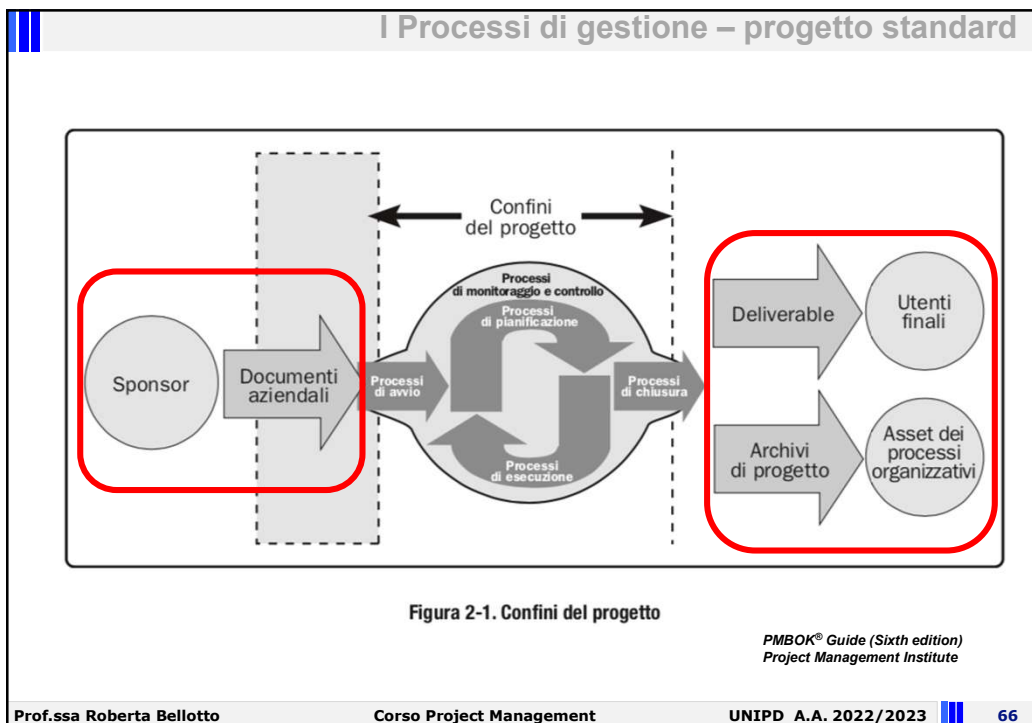 I Processi di gestione – progetto standard
Confini
del progetto
Sponsor
Documenti
aziendali
Processi
di avvio
Processi
di monitoraggio e controllo
Processi
di pianificazione
Processi
di esecuzione
Processi
di chiusura
Deliverable
Utenti
finali
Archivi
di progetto
Asset dei
processi
organizzativi
Figura 2-1. Confini del progetto
PMBOK® Guide (Sixth edition)
Project Management Institute
Prof.ssa Roberta Bellotto Corso Project Management UNIPD A.A. 2022/2023 66